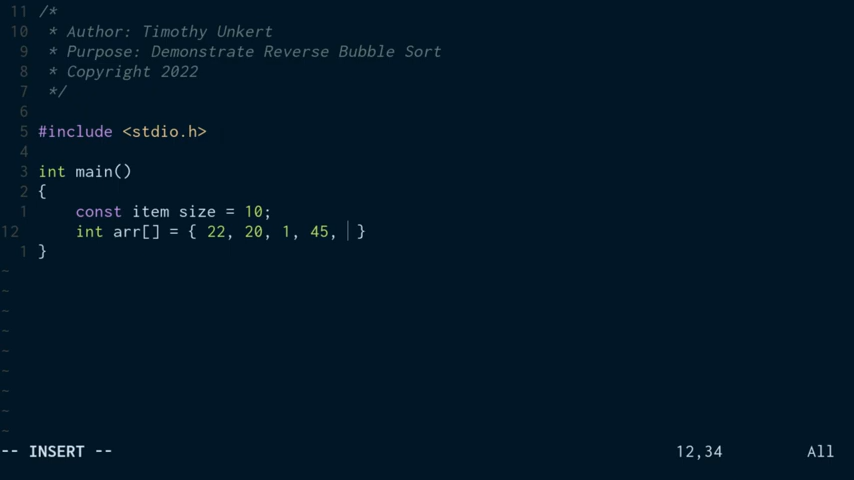 11 /*
10  * Author: Timothy Unkert
9  * Purpose: Demonstrate Reverse Bubble Sort
8  * Copyright 2022
7  */
6
5 #include <stdio.h>
4
3 int main()
2 {
1     const item size = 10;
12     int arr[] = { 22, 20, 1, 45,  }
1 }
~
~
~
~
~
~
~
~
~
-- INSERT -- 12,34 All